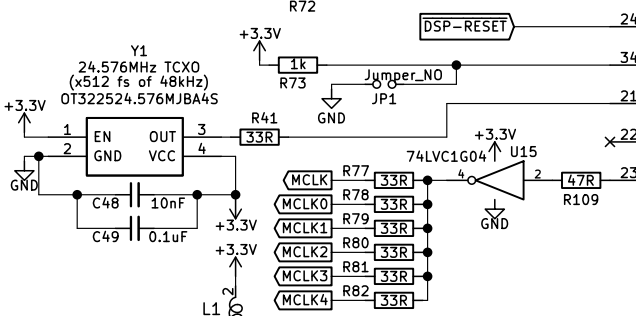 R72
DSP-RESET
24
+3.3V
1k
R73
34
Jumper_NO
JP1
GND
Y1
24.576MHz TCXO
(x512 fs of 48kHz)
OT322524.576MJBA4S
+3.3V
1 EN OUT 3
2 GND VCC 4
GND
R41
33R
21
22
+3.3V
74LVC1G04
U15
4
2
47R
R109
23
GND
C48 10nF
C49 0.1uF
+3.3V
+3.3V
2
L1
MCLK R77 33R
MCLK0 R78 33R
MCLK1 R79 33R
MCLK2 R80 33R
MCLK3 R81 33R
MCLK4 R82 33R